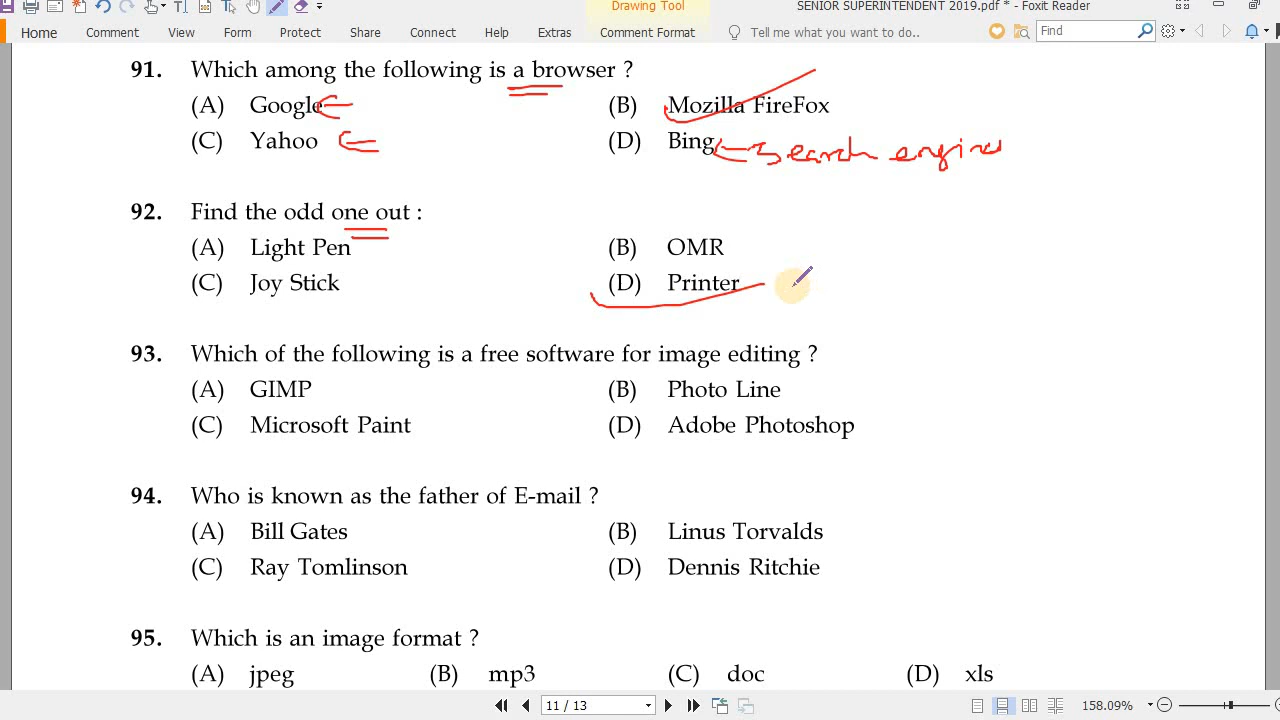 Drawing Tool
SENIOR SUPERINTENDENT 2019.pdf * - Foxit Reader
Home Comment View Form Protect Share Connect Help Extras Comment Format Tell me what you want to do.. Find
91. Which among the following is a browser ?
(A) Google (B) Mozilla FireFox
(C) Yahoo (D) Bing Search engine
92. Find the odd one out :
(A) Light Pen (B) OMR
(C) Joy Stick (D) Printer
93. Which of the following is a free software for image editing ?
(A) GIMP (B) Photo Line
(C) Microsoft Paint (D) Adobe Photoshop
94. Who is known as the father of E-mail ?
(A) Bill Gates (B) Linus Torvalds
(C) Ray Tomlinson (D) Dennis Ritchie
95. Which is an image format ?
(A) jpeg (B) mp3 (C) doc (D) xls
11 / 13 158.09%